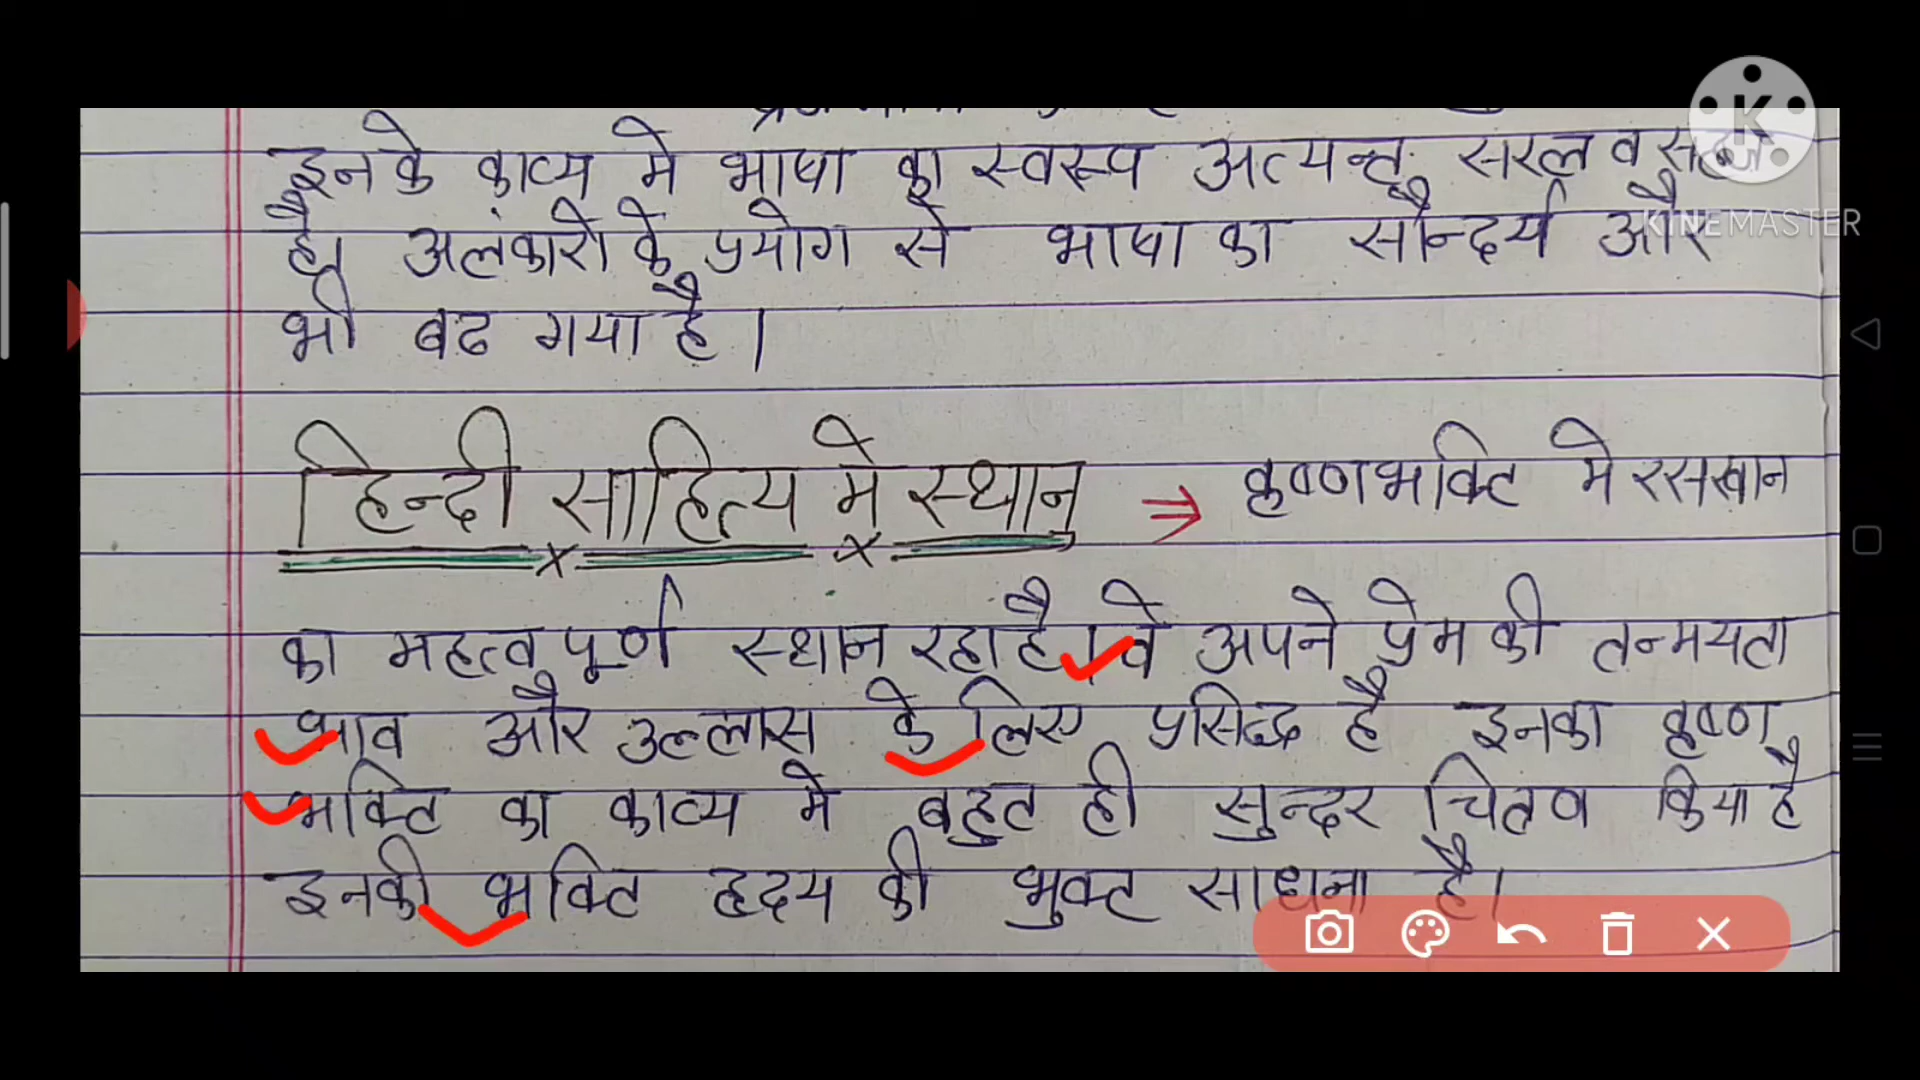 इनके काव्य मे भाषा का स्वरूप अत्यन्त सरल व सहज
है। अलंकारो के प्रयोग से भाषा का सौन्दर्य और
भी बढ गया है।
हिन्दी साहित्य मे स्थान ⇒ कृष्णभक्ति मे रसखान
का महत्वपूर्ण स्थान रहा है। वे अपने प्रेम की तन्मयता
भाव और उल्लास के लिए प्रसिद्ध है इनका कृष्ण
भक्ति का काव्य मे बहुत ही सुन्दर चित्रण किया है
इनकी भक्ति हृदय की भुक्त साधना है।
K
KINEMASTER